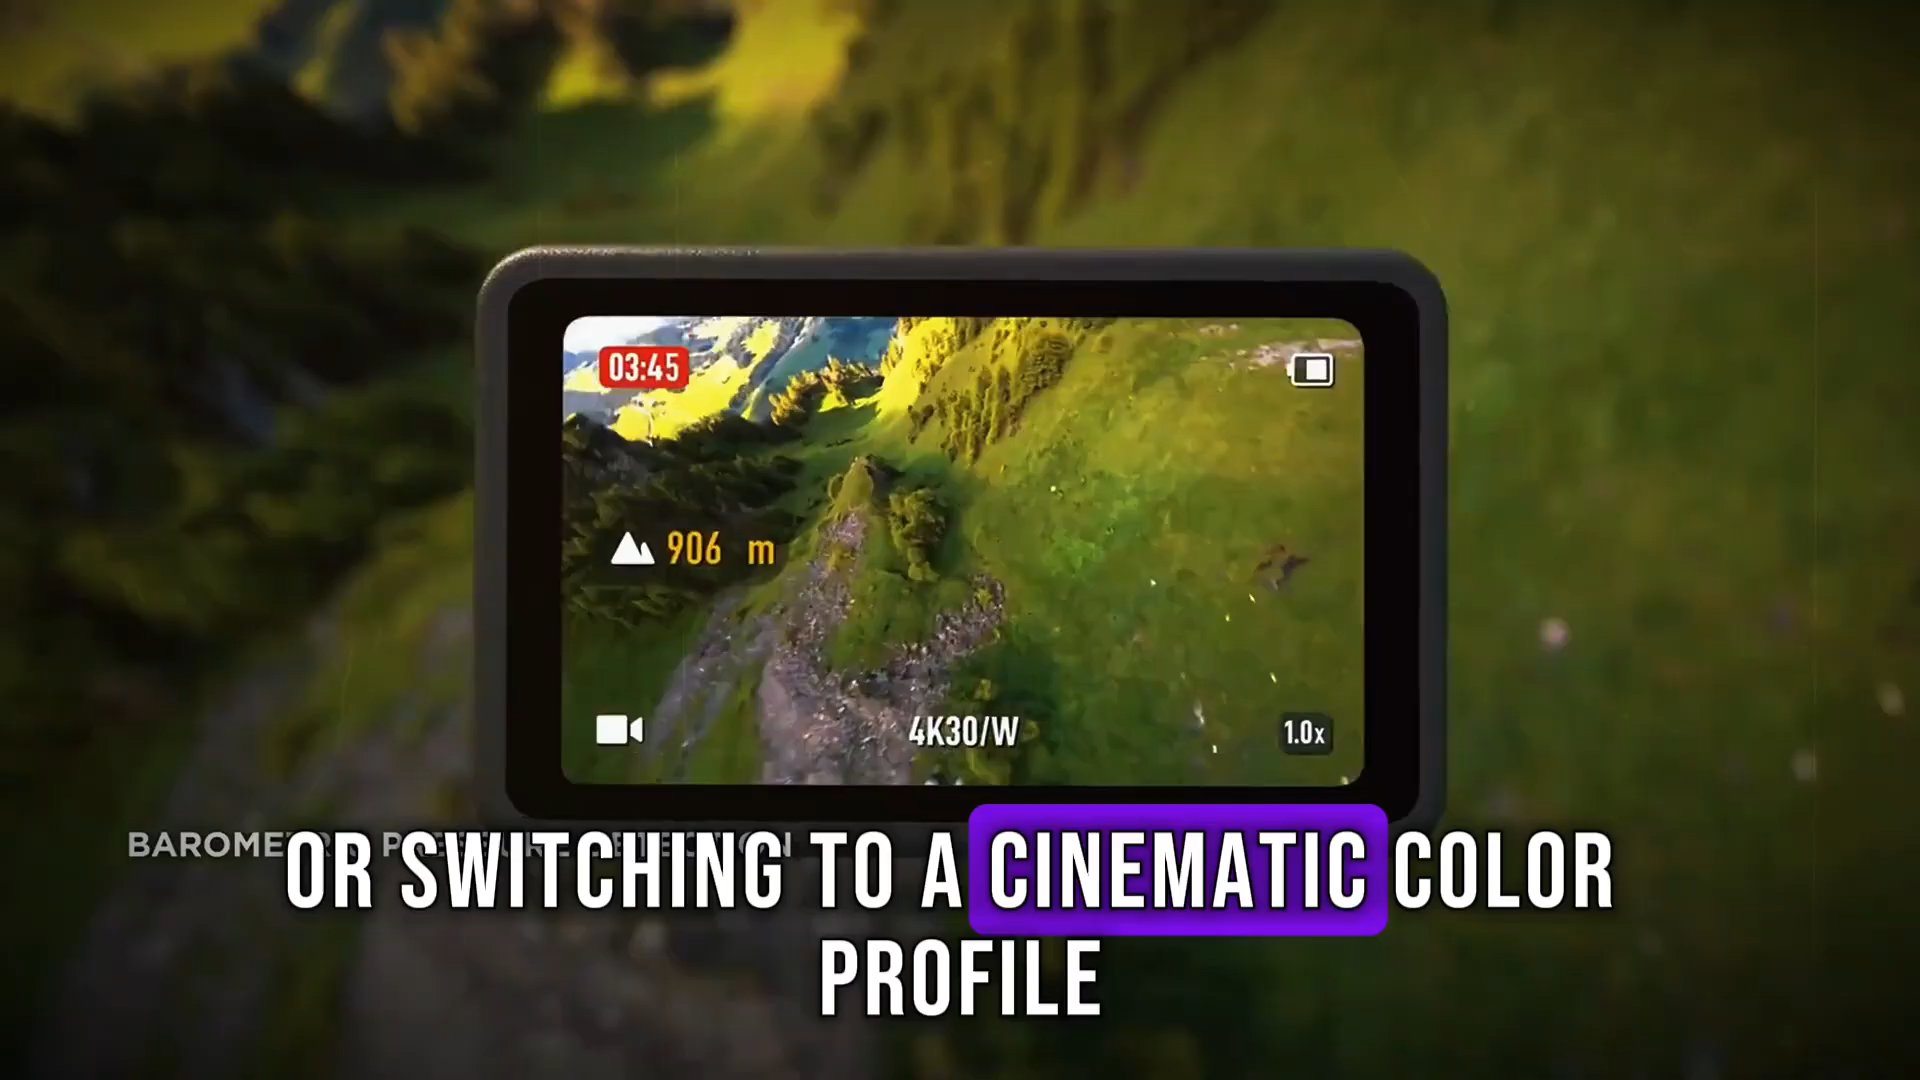 03:45
906 m
4K30/W
1.0x
OR SWITCHING TO A CINEMATIC COLOR
PROFILE